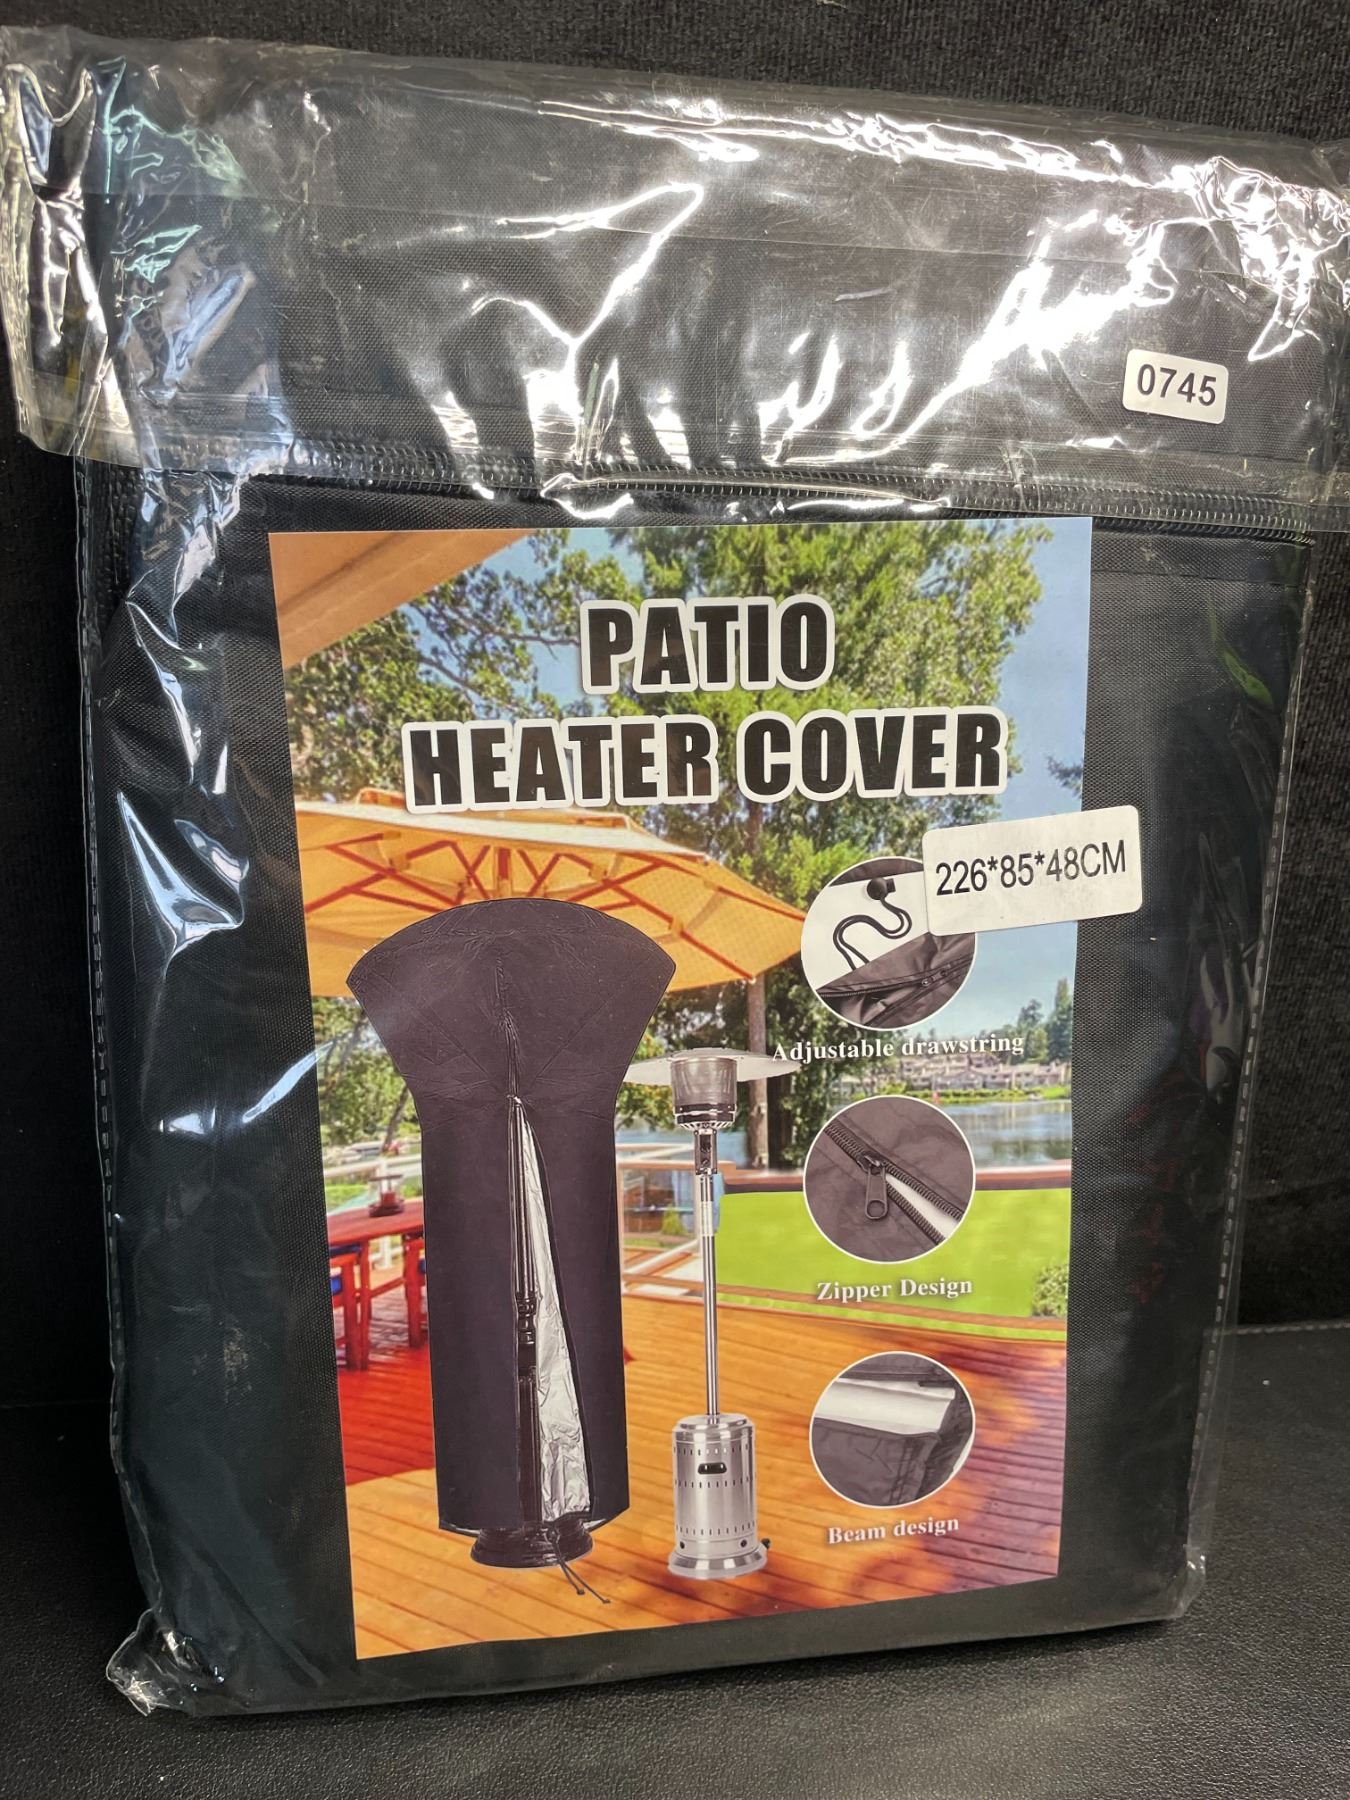 0745
PATIO
HEATER COVER
226*85*48CM
Adjustable drawstring
Zipper Design
Beam design